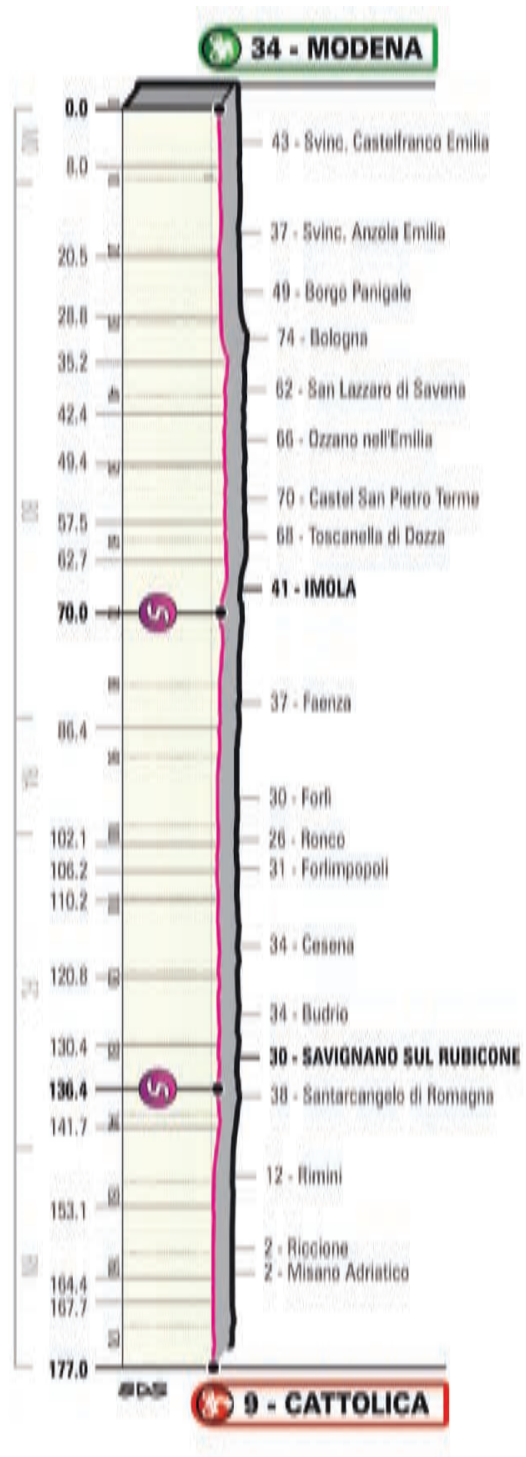 34 - MODENA
0.0
43 - Svinc. Castelfranco Emilia
8.0
37 - Svinc. Anzola Emilia
20.5
49 - Borgo Panigale
28.8
74 - Bologna
35.2
62 - San Lazzaro di Savena
42.4
66 - Ozzano nell'Emilia
49.4
70 - Castel San Pietro Terme
57.5
68 - Toscanella di Dozza
62.7
41 - IMOLA
70.0
37 - Faenza
86.4
30 - Forlì
102.1
26 - Ronco
106.2
31 - Forlimpopoli
110.2
34 - Cesena
120.8
34 - Budrio
130.4
30 - SAVIGNANO SUL RUBICONE
136.4
38 - Santarcangelo di Romagna
141.7
12 - Rimini
153.1
2 - Riccione
2 - Misano Adriatico
164.4
167.7
177.0
9 - CATTOLICA